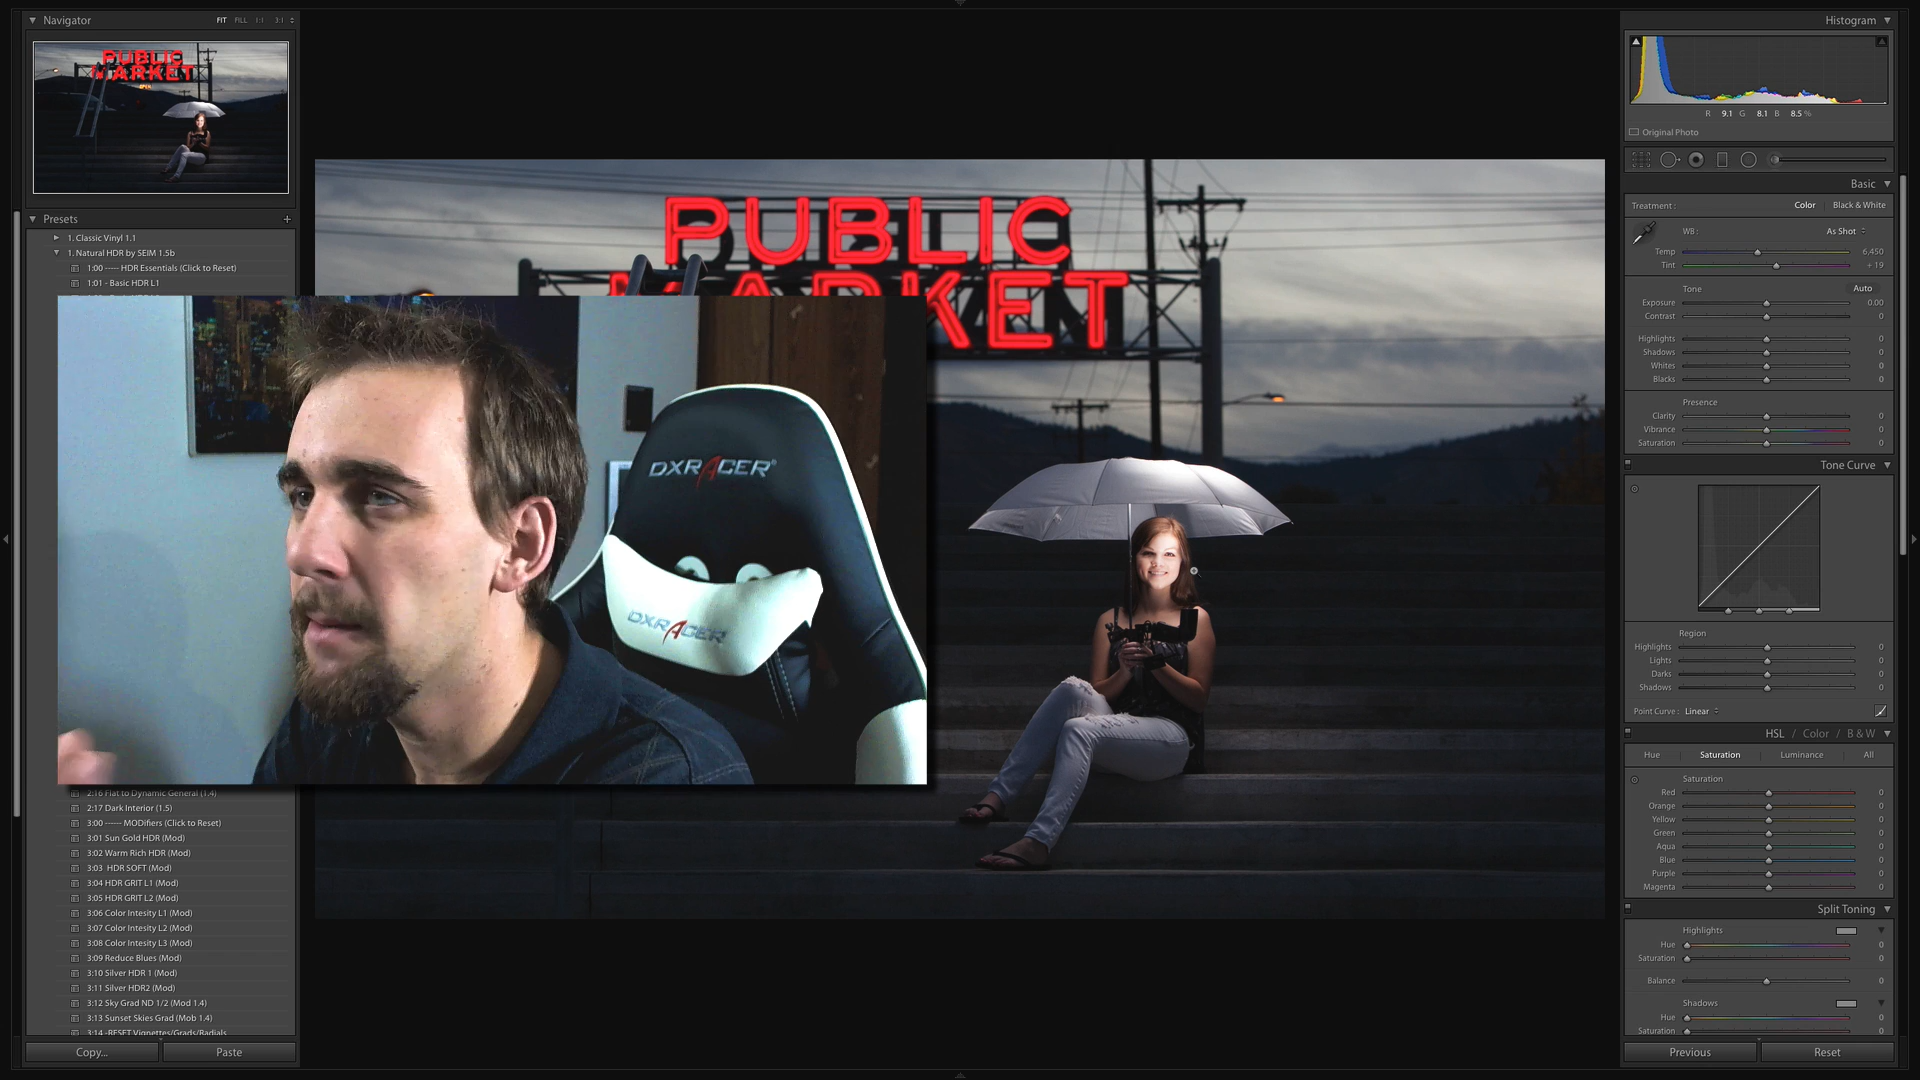 Navigator
FIT FILL 1:1 3:1
PUBLIC
MARKET
Presets +
1. Classic Vinyl 1.1
1. Natural HDR by SEIM 1.5b
1:00 ----- HDR Essentials (Click to Reset)
1:01 - Basic HDR L1
PUBLIC
MARKET
DXRACER
DXRACER
2:16 Flat to Dynamic General (1.4)
2:17 Dark Interior (1.5)
3:00 ------ MODifiers (Click to Reset)
3:01 Sun Gold HDR (Mod)
3:02 Warm Rich HDR (Mod)
3:03 HDR SOFT (Mod)
3:04 HDR GRIT L1 (Mod)
3:05 HDR GRIT L2 (Mod)
3:06 Color Intesity L1 (Mod)
3:07 Color Intesity L2 (Mod)
3:08 Color Intesity L3 (Mod)
3:09 Reduce Blues (Mod)
3:10 Silver HDR 1 (Mod)
3:11 Silver HDR2 (Mod)
3:12 Sky Grad ND 1/2 (Mod 1.4)
3:13 Sunset Skies Grad (Mob 1.4)
3:14 -RESET Vignettes/Grads/Radials
Copy... Paste
Histogram
R 9.1 G 8.1 B 8.5 %
Original Photo
Basic
Treatment : Color Black & White
WB : As Shot
Temp 6,450
Tint + 19
Tone Auto
Exposure 0.00
Contrast 0
Highlights 0
Shadows 0
Whites 0
Blacks 0
Presence
Clarity 0
Vibrance 0
Saturation 0
Tone Curve
Region
Highlights 0
Lights 0
Darks 0
Shadows 0
Point Curve : Linear
HSL / Color / B & W
Hue Saturation Luminance All
Saturation
Red 0
Orange 0
Yellow 0
Green 0
Aqua 0
Blue 0
Purple 0
Magenta 0
Split Toning
Highlights
Hue 0
Saturation 0
Balance 0
Shadows
Hue 0
Saturation 0
Previous Reset